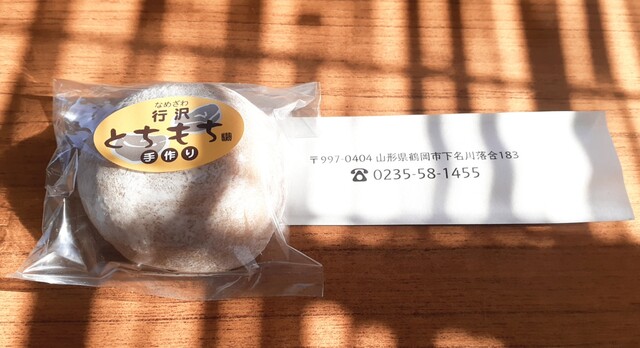 なめざわ
行沢
とちもち
手作り
〒997-0404 山形県鶴岡市下名川落合183
☎0235-58-1455